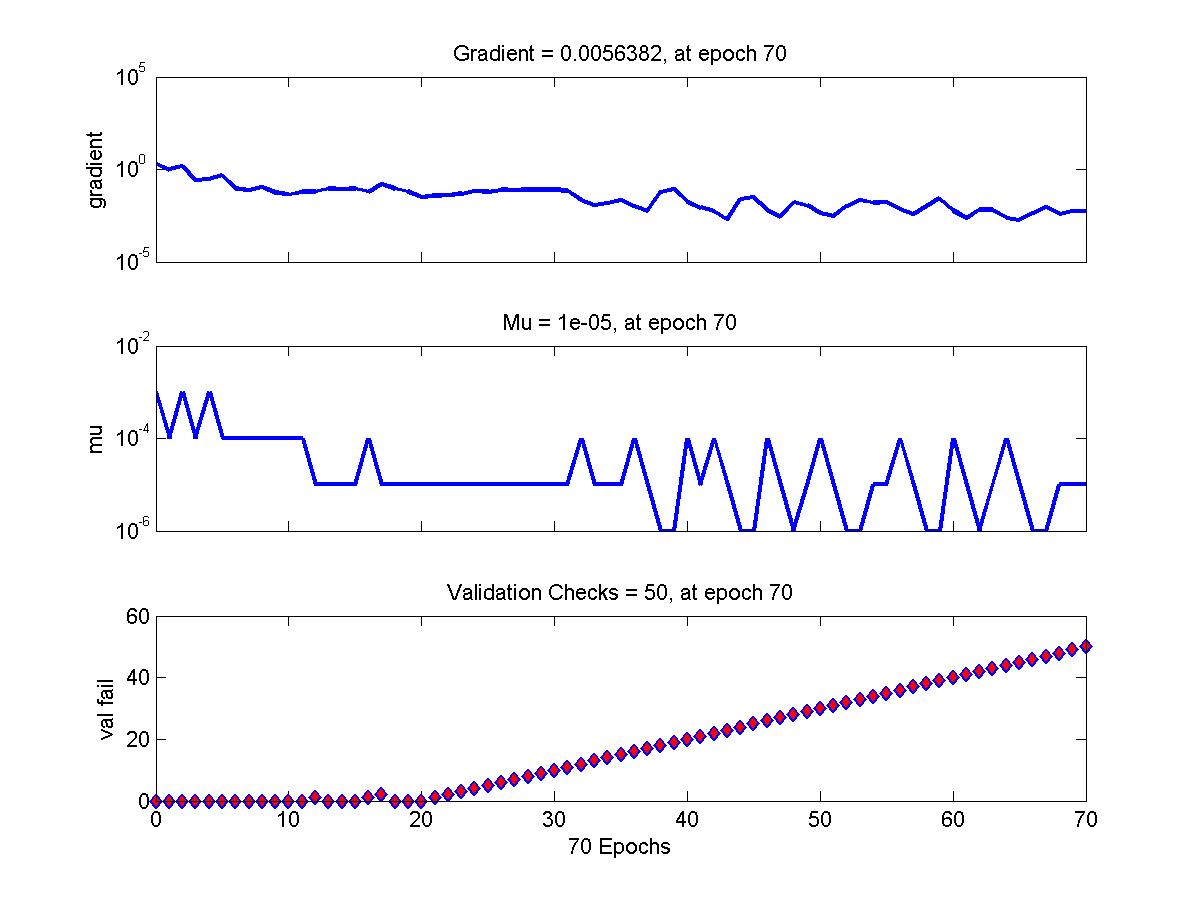 Gradient = 0.0056382, at epoch 70
10^5
10^0
10^-5
gradient
Mu = 1e-05, at epoch 70
10^-2
10^-4
10^-6
mu
Validation Checks = 50, at epoch 70
60
40
20
0
val fail
0 10 20 30 40 50 60 70
70 Epochs